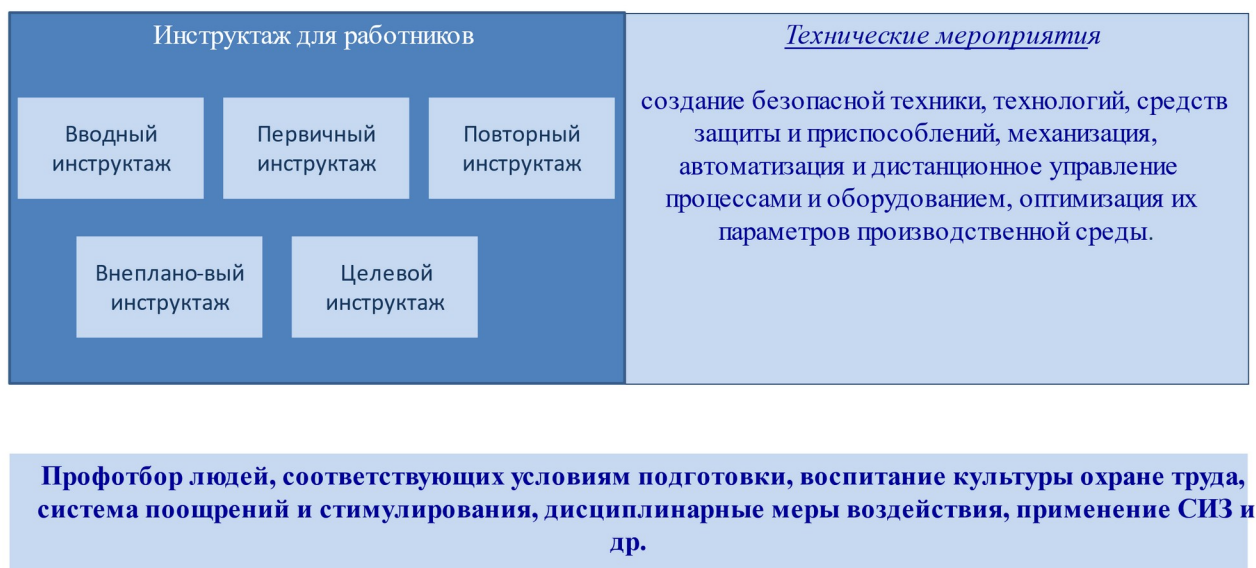 Инструктаж для работников
Вводный
инструктаж
Первичный
инструктаж
Повторный
инструктаж
Внеплано-вый
инструктаж
Целевой
инструктаж
Технические мероприятия
создание безопасной техники, технологий, средств
защиты и приспособлений, механизация,
автоматизация и дистанционное управление
процессами и оборудованием, оптимизация их
параметров производственной среды.
Профотбор людей, соответствующих условиям подготовки, воспитание культуры охране труда,
система поощрений и стимулирования, дисциплинарные меры воздействия, применение СИЗ и
др.